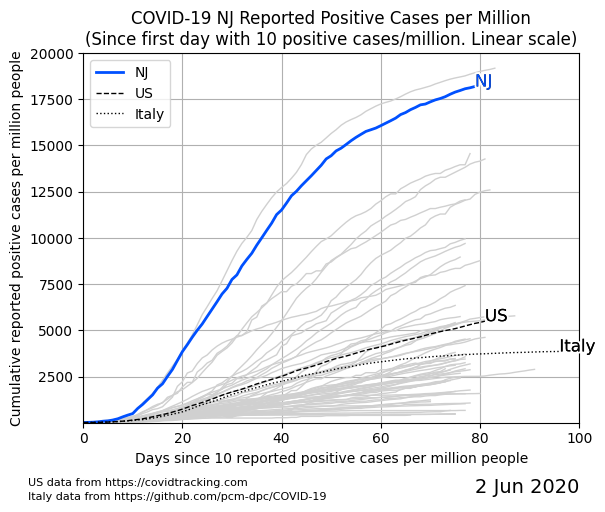 COVID-19 NJ Reported Positive Cases per Million
(Since first day with 10 positive cases/million. Linear scale)
Cumulative reported positive cases per million people
20000
17500
15000
12500
10000
7500
5000
2500
NJ
US
Italy
NJ
US
Italy
0
20
40
60
80
100
Days since 10 reported positive cases per million people
US data from https://covidtracking.com
Italy data from https://github.com/pcm-dpc/COVID-19
2 Jun 2020